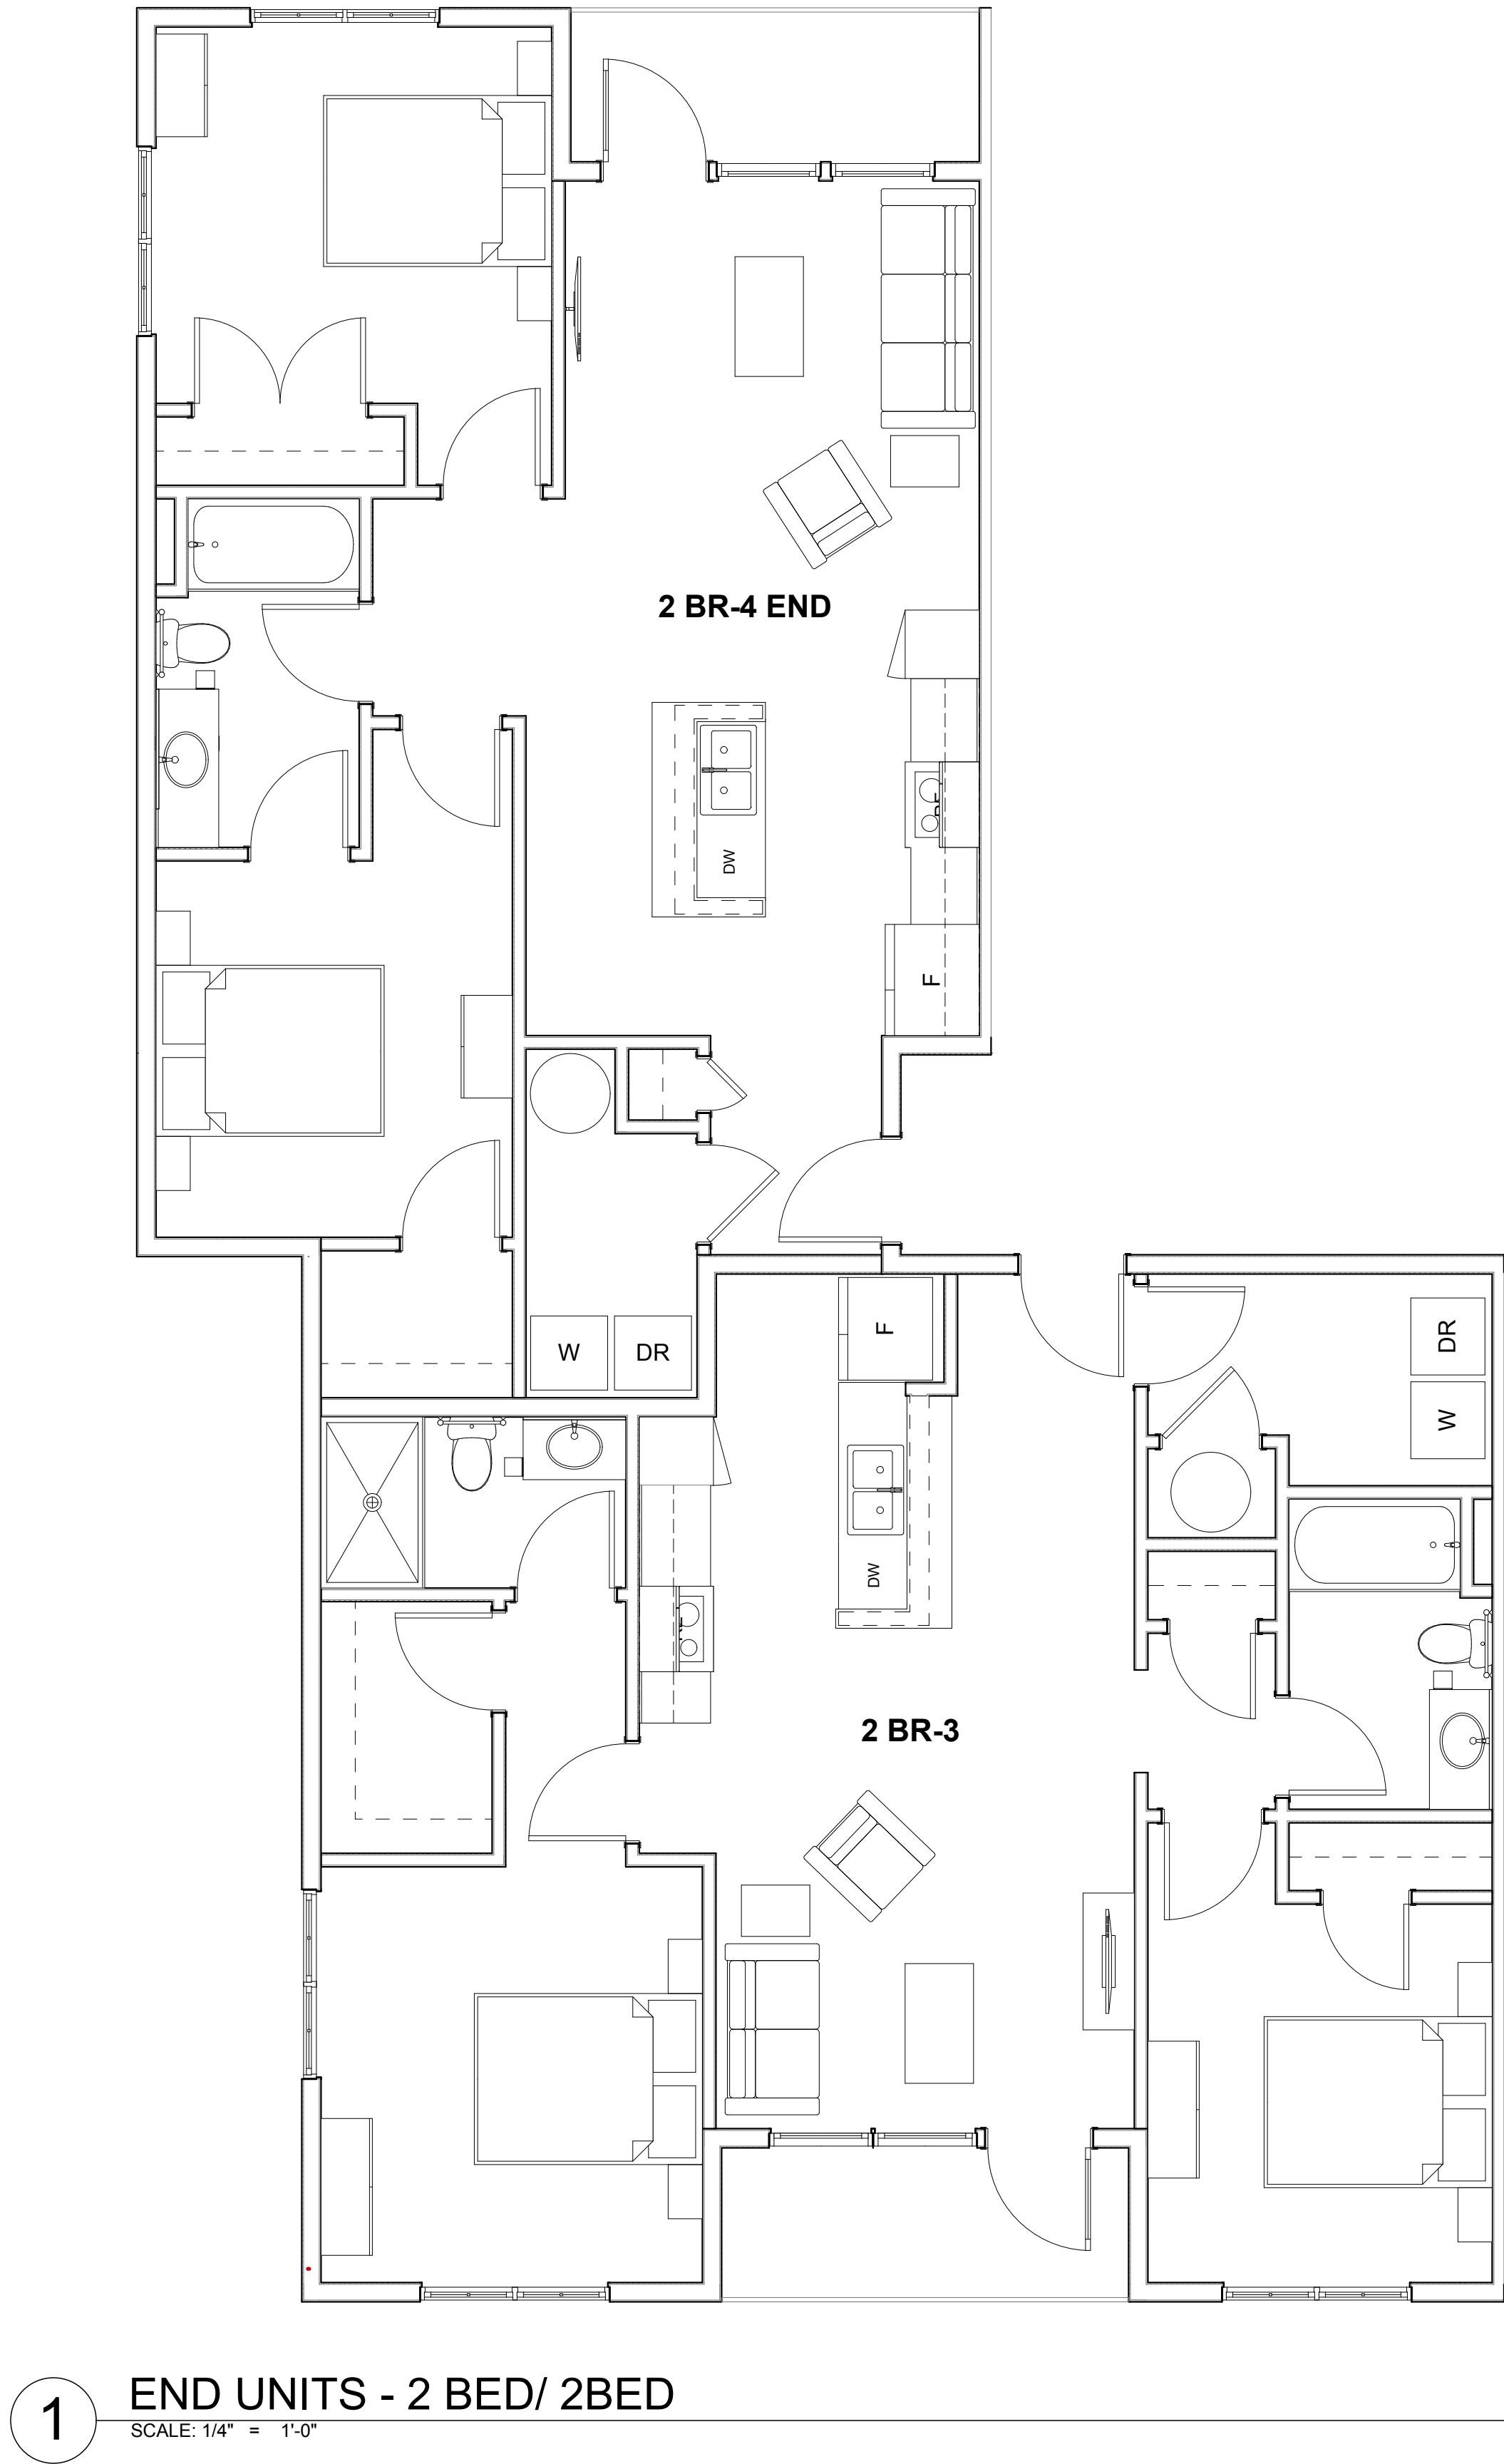 2 BR-4 END
DW
F
W
DR
F
DR
W
DW
2 BR-3
1
END UNITS - 2 BED/ 2BED
SCALE: 1/4" = 1'-0"